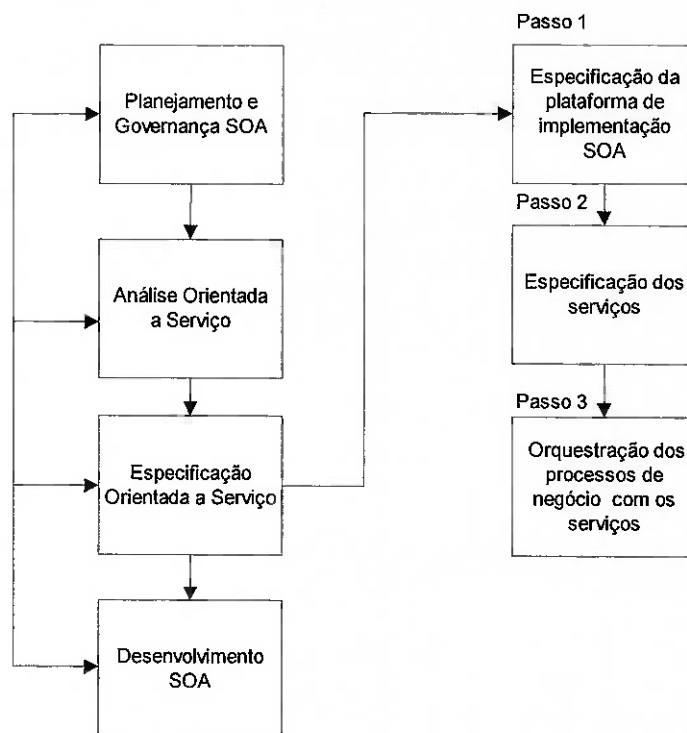 Planejamento e
Governança SOA
Análise Orientada
a Serviço
Especificação
Orientada a Serviço
Desenvolvimento
SOA
Passo 1
Especificação da
plataforma de
implementação
SOA
Passo 2
Especificação dos
serviços
Passo 3
Orquestração dos
processos de
negócio com os
serviços